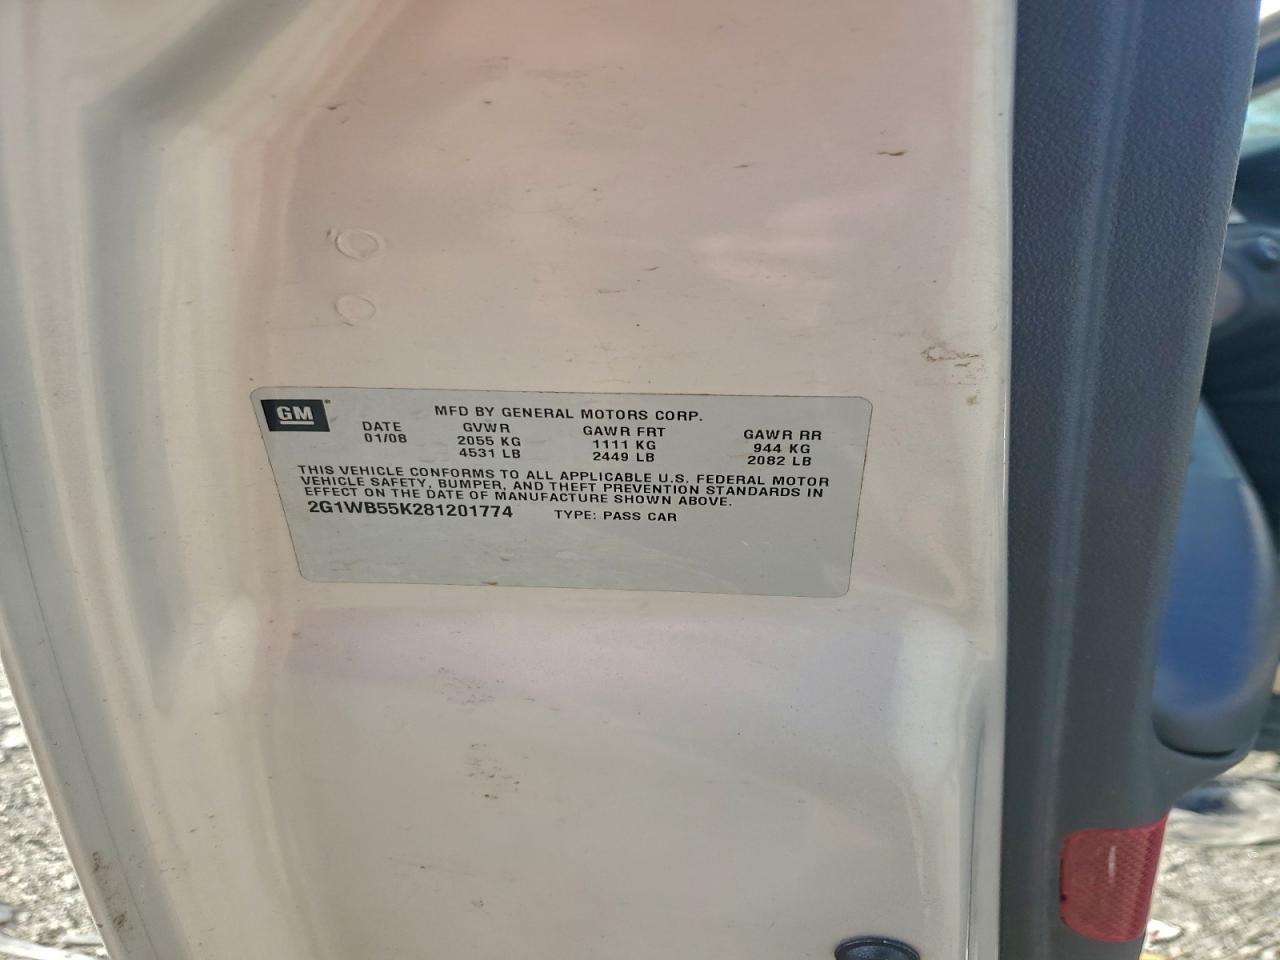 GM
MFD BY GENERAL MOTORS CORP.
DATE GVWR GAWR FRT GAWR RR
01/08 2055 KG 1111 KG 944 KG
4531 LB 2449 LB 2082 LB
THIS VEHICLE CONFORMS TO ALL APPLICABLE U.S. FEDERAL MOTOR
VEHICLE SAFETY, BUMPER, AND THEFT PREVENTION STANDARDS IN
EFFECT ON THE DATE OF MANUFACTURE SHOWN ABOVE.
2G1WB55K281201774 TYPE: PASS CAR